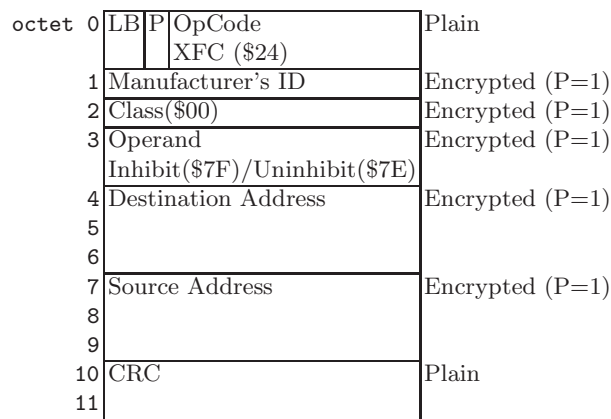 octet 0 LB P OpCode Plain
XFC ($24)
1 Manufacturer's ID Encrypted (P=1)
2 Class($00) Encrypted (P=1)
3 Operand Encrypted (P=1)
Inhibit($7F)/Uninhibit($7E)
4 Destination Address Encrypted (P=1)
5
6
7 Source Address Encrypted (P=1)
8
9
10 CRC Plain
11